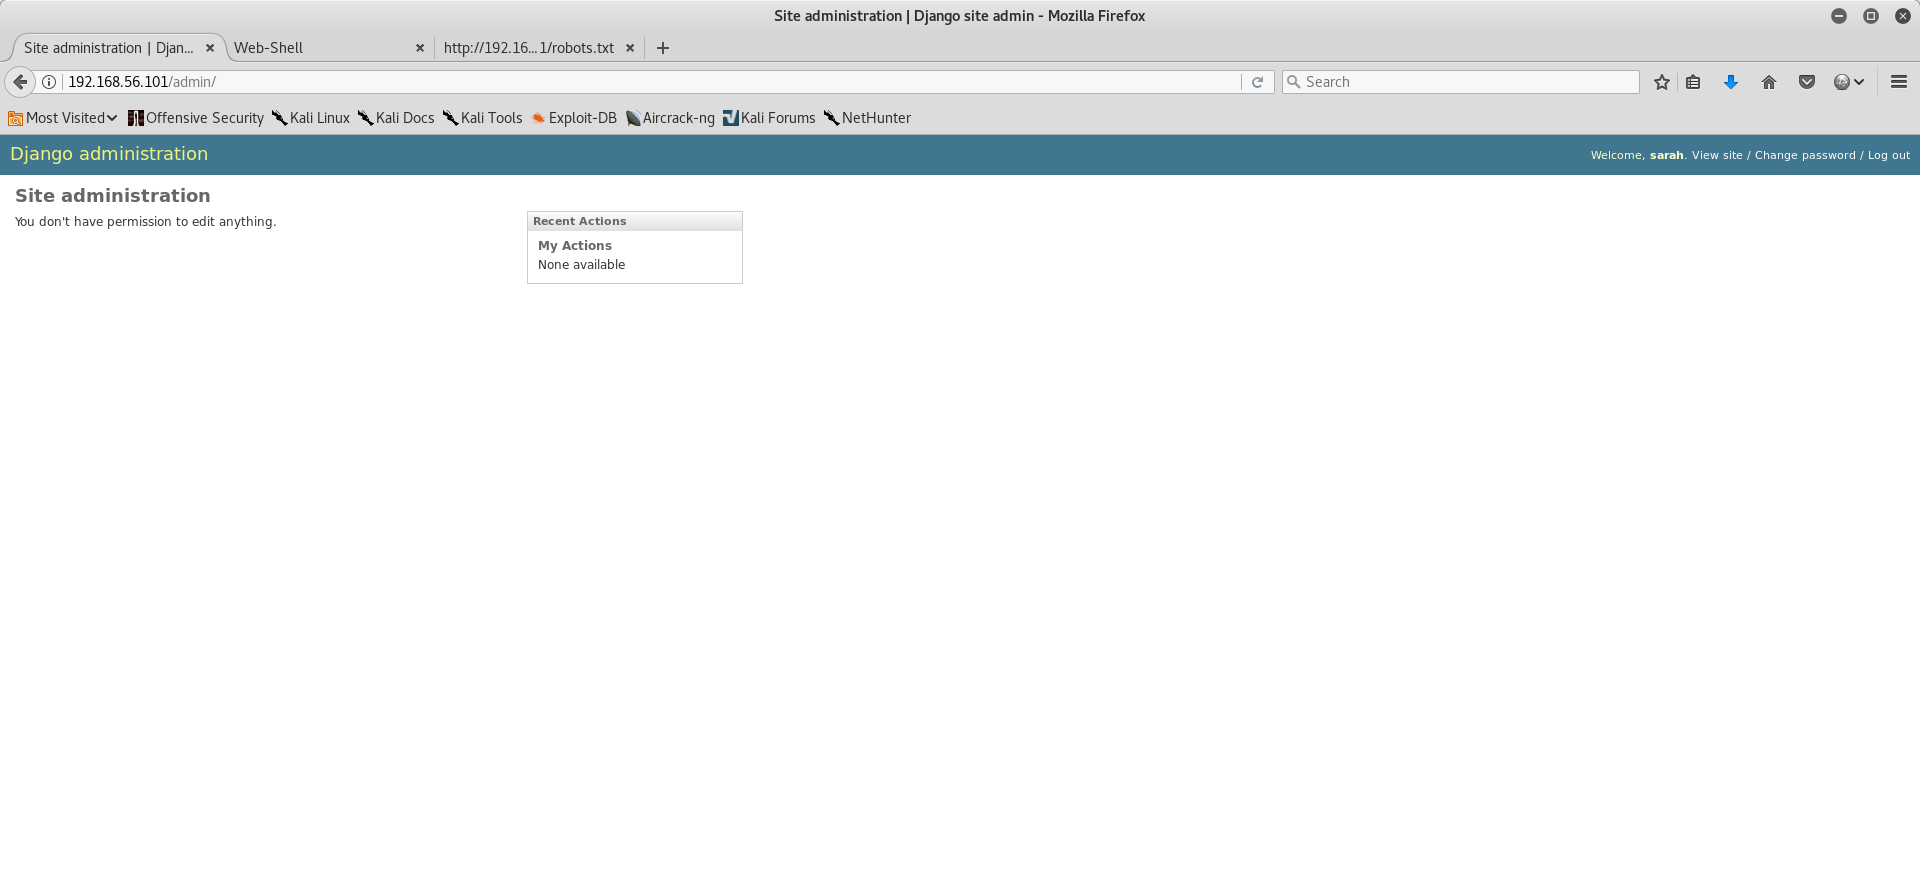 Site administration | Django site admin - Mozilla Firefox
Site administration | Djan... Web-Shell http://192.16...1/robots.txt
192.168.56.101/admin/ Search
Most Visited Offensive Security Kali Linux Kali Docs Kali Tools Exploit-DB Aircrack-ng Kali Forums NetHunter
Django administration Welcome, sarah. View site / Change password / Log out
Site administration
You don't have permission to edit anything.
Recent Actions
My Actions
None available